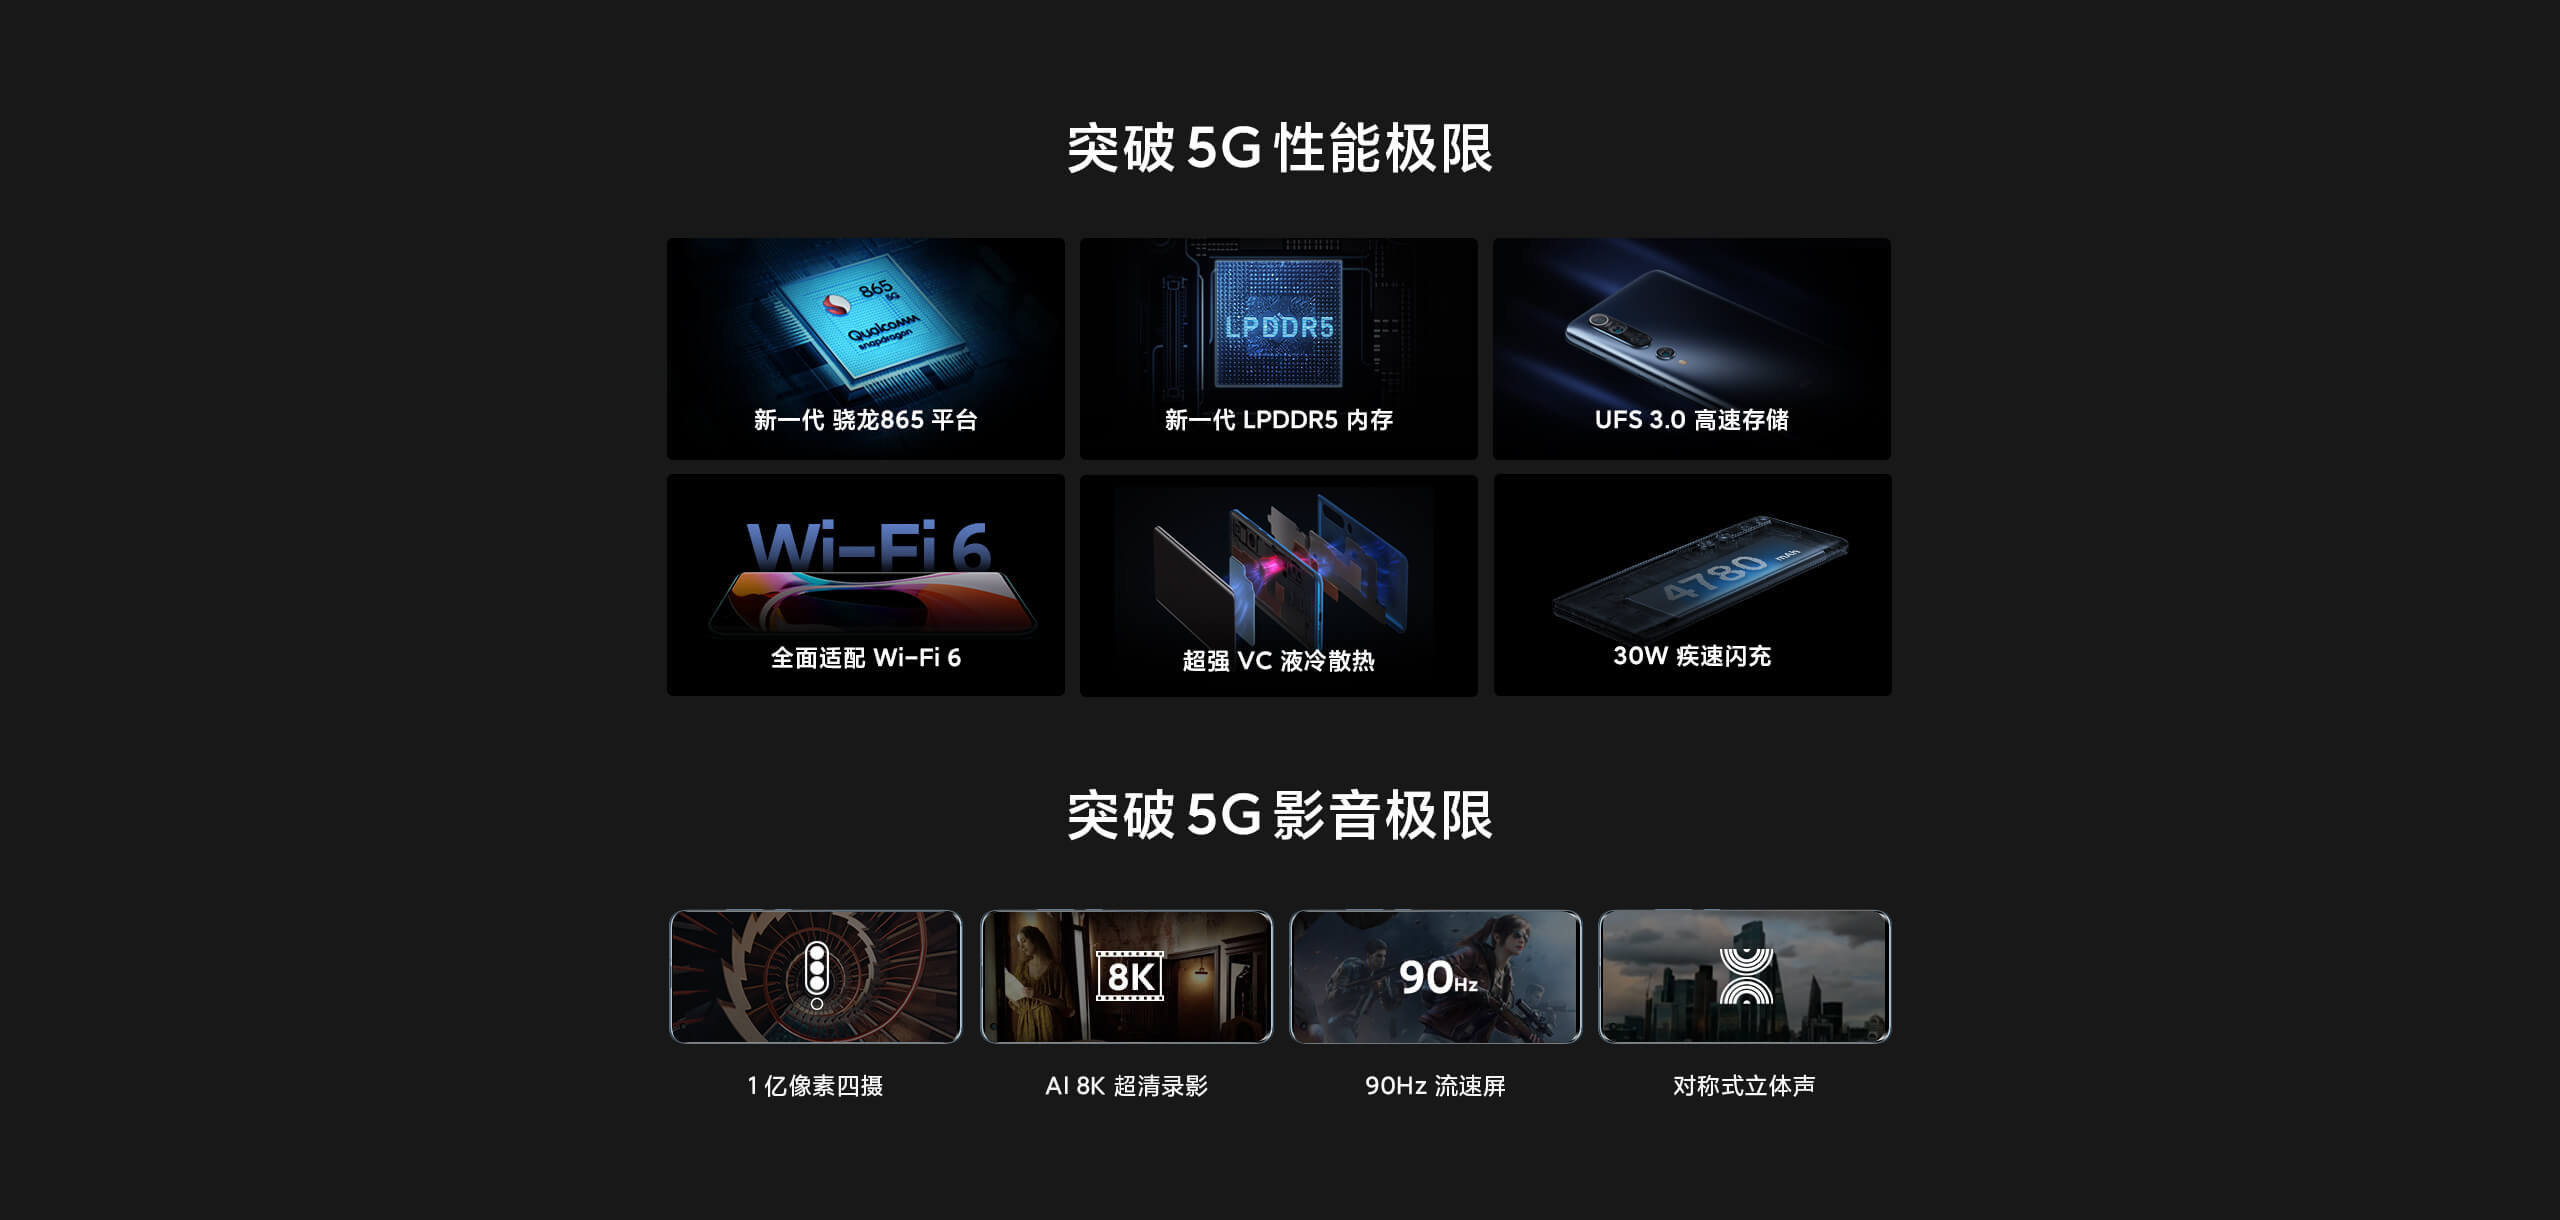 突破 5G 性能极限
865
5G
Qualcomm
snapdragon
新一代 骁龙865 平台
LPDDR5
新一代 LPDDR5 内存
UFS 3.0 高速存储
Wi-Fi 6
全面适配 Wi-Fi 6
超强 VC 液冷散热
4780 mAh
30W 疾速闪充
突破 5G 影音极限
8K
90Hz
1 亿像素四摄
AI 8K 超清录影
90Hz 流速屏
对称式立体声